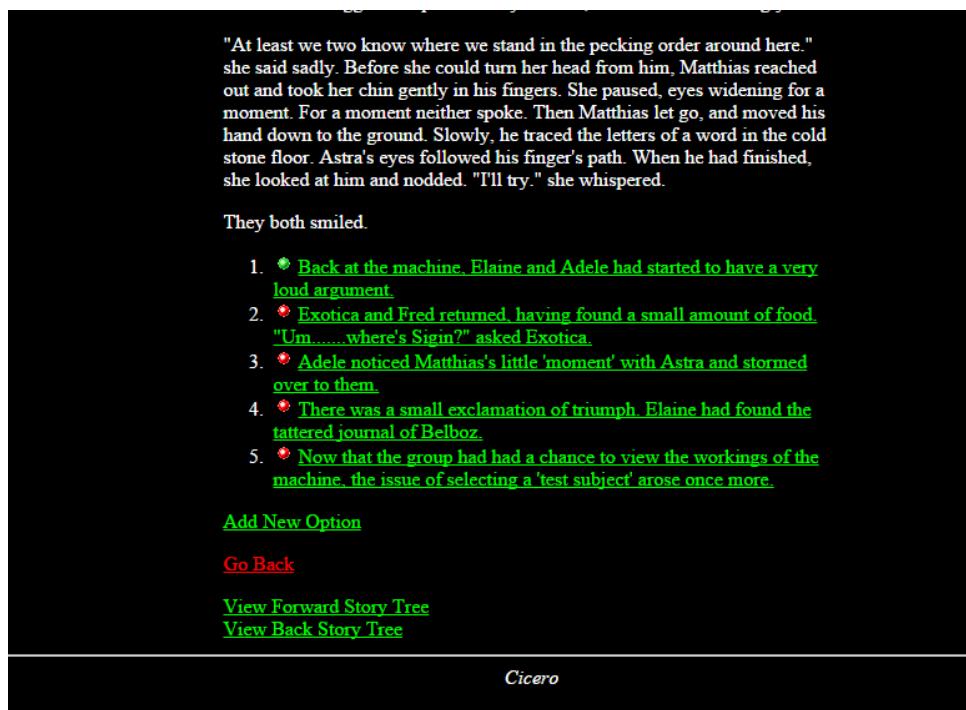 "At least we two know where we stand in the pecking order around here."
she said sadly. Before she could turn her head from him, Matthias reached
out and took her chin gently in his fingers. She paused, eyes widening for a
moment. For a moment neither spoke. Then Matthias let go, and moved his
hand down to the ground. Slowly, he traced the letters of a word in the cold
stone floor. Astra's eyes followed his finger's path. When he had finished,
she looked at him and nodded. "I'll try." she whispered.
They both smiled.
1. Back at the machine, Elaine and Adele had started to have a very
loud argument.
2. Exotica and Fred returned, having found a small amount of food.
"Um.......where's Sigin?" asked Exotica.
3. Adele noticed Matthias's little 'moment' with Astra and stormed
over to them.
4. There was a small exclamation of triumph. Elaine had found the
tattered journal of Belboz.
5. Now that the group had had a chance to view the workings of the
machine, the issue of selecting a 'test subject' arose once more.
Add New Option
Go Back
View Forward Story Tree
View Back Story Tree
Cicero